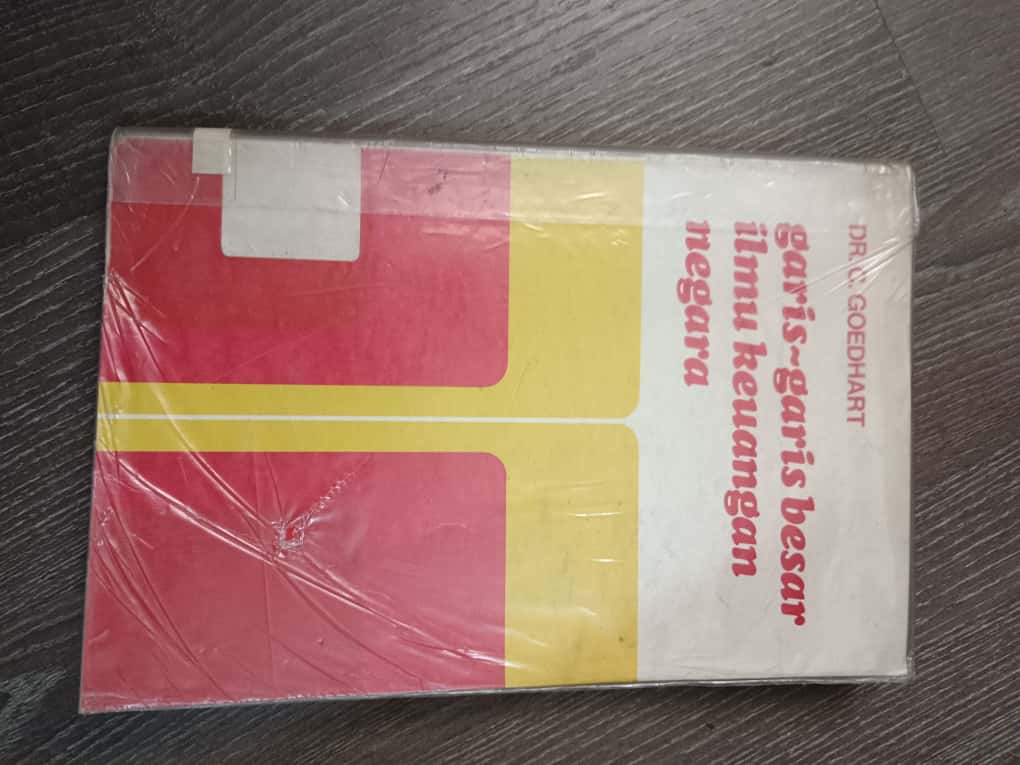 DR. C. GOEDHART
garis~garis besar
ilmu keuangan
negara